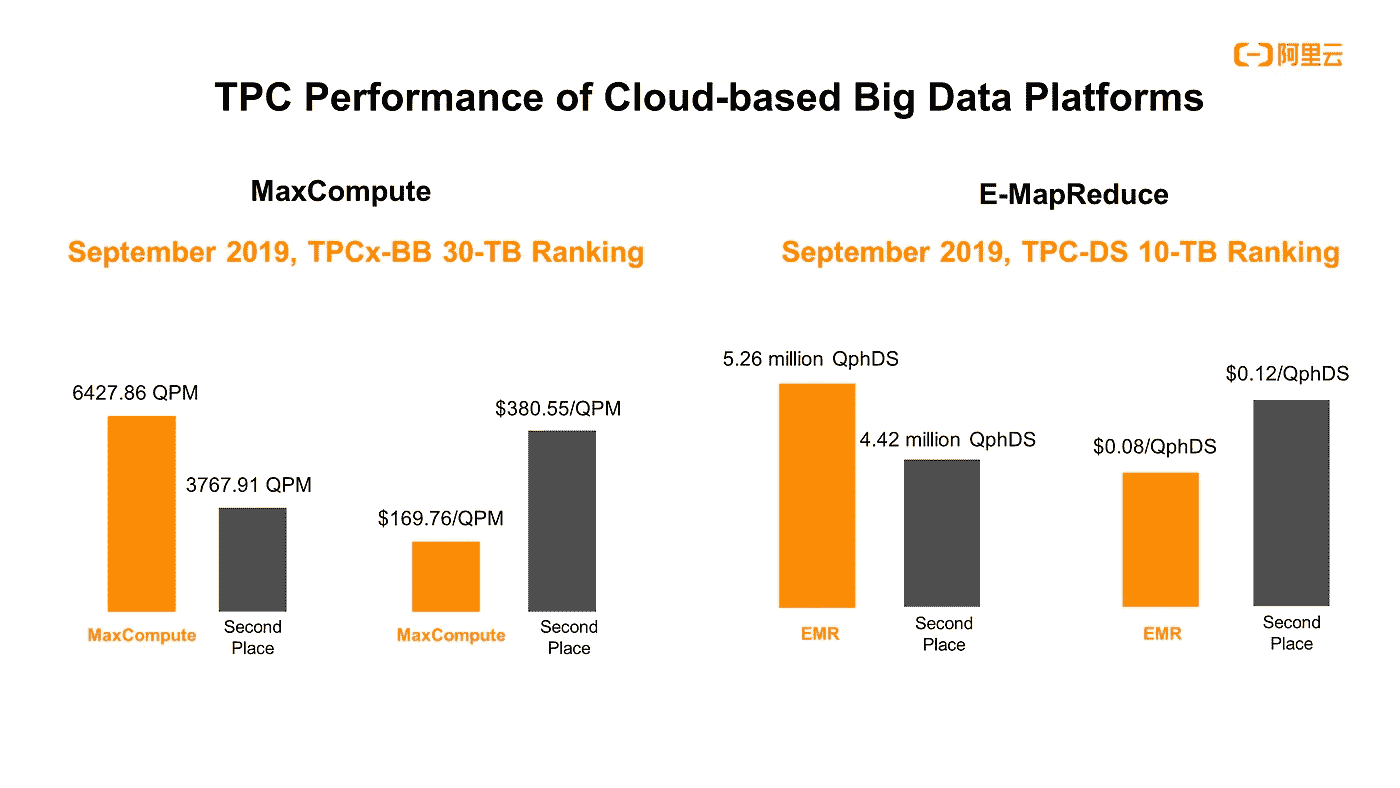 阿里云
TPC Performance of Cloud-based Big Data Platforms
MaxCompute
September 2019, TPCx-BB 30-TB Ranking
6427.86 QPM
3767.91 QPM
$169.76/QPM
$380.55/QPM
MaxCompute
Second
Place
MaxCompute
Second
Place
E-MapReduce
September 2019, TPC-DS 10-TB Ranking
5.26 million QphDS
4.42 million QphDS
$0.08/QphDS
$0.12/QphDS
EMR
Second
Place
EMR
Second
Place